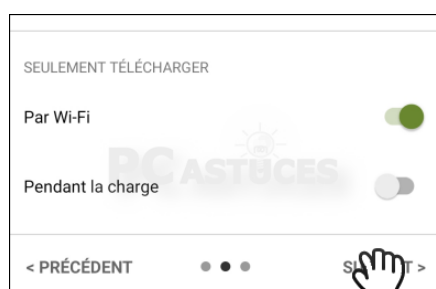 SEULEMENT TÉLÉCHARGER
Par Wi-Fi
PC ASTUCES
Pendant la charge
< PRÉCÉDENT
>